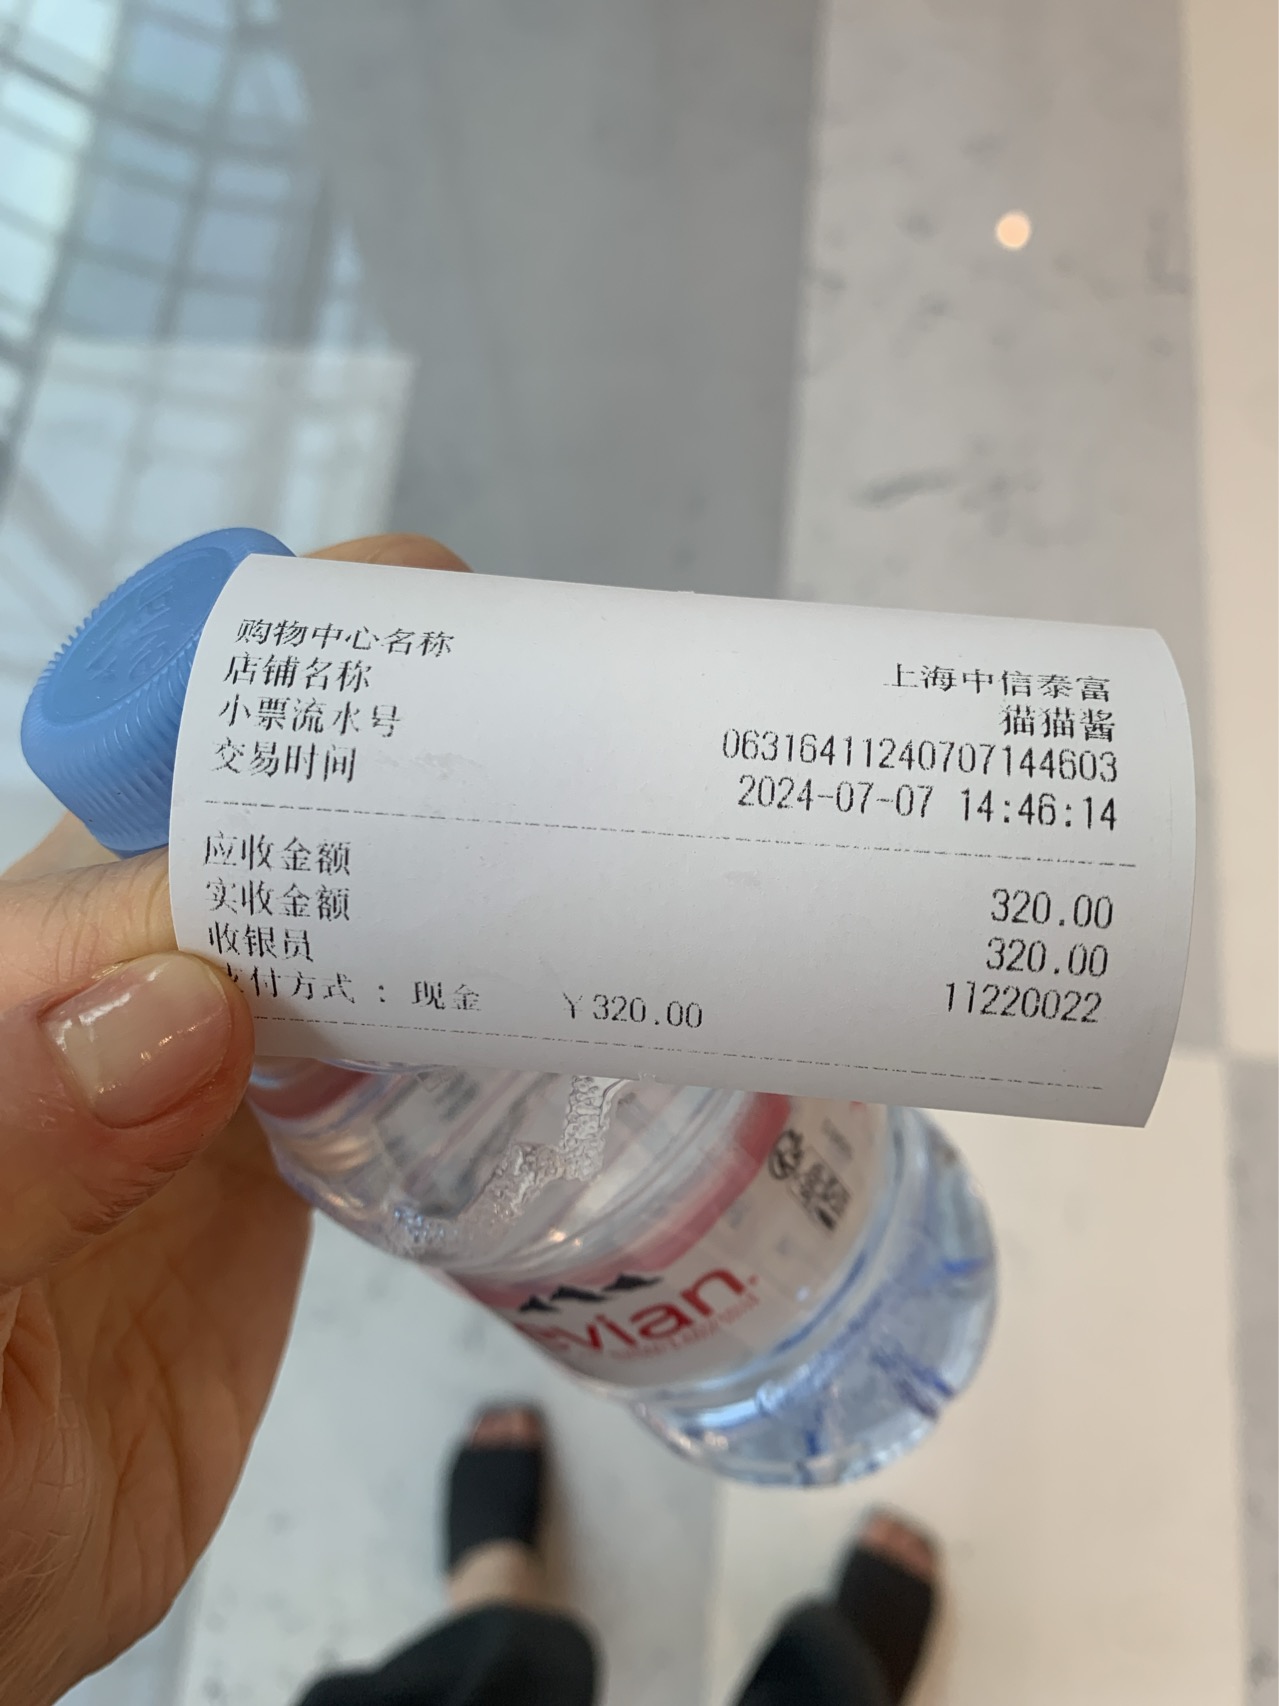 购物中心名称 上海中信泰富
店铺名称 猫猫酱
小票流水号 06316411240707144603
交易时间 2024-07-07 14:46:14
应收金额 320.00
实收金额 320.00
收银员 11220022
支付方式 : 现金 ¥320.00
evian